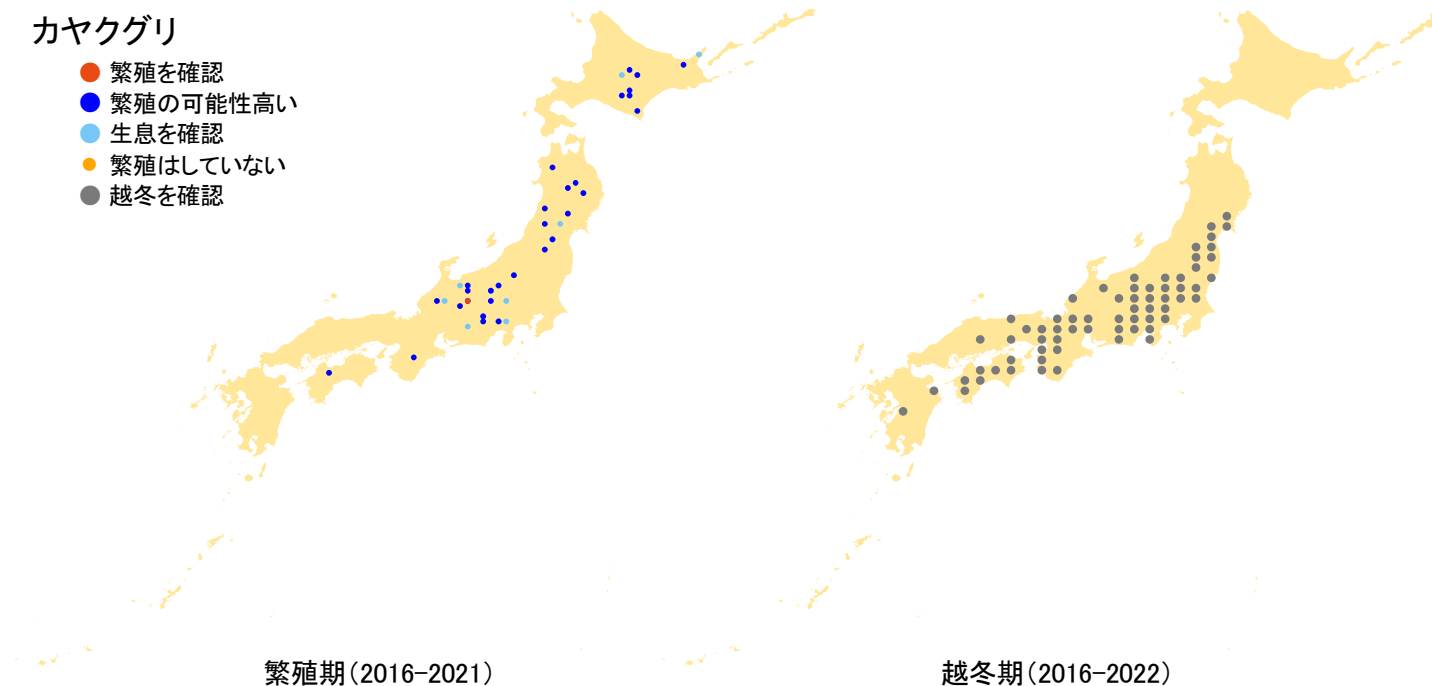 カヤクグリ
繁殖を確認
繁殖の可能性高い
生息を確認
繁殖はしていない
越冬を確認
繁殖期（2016-2021）
越冬期（2016-2022）